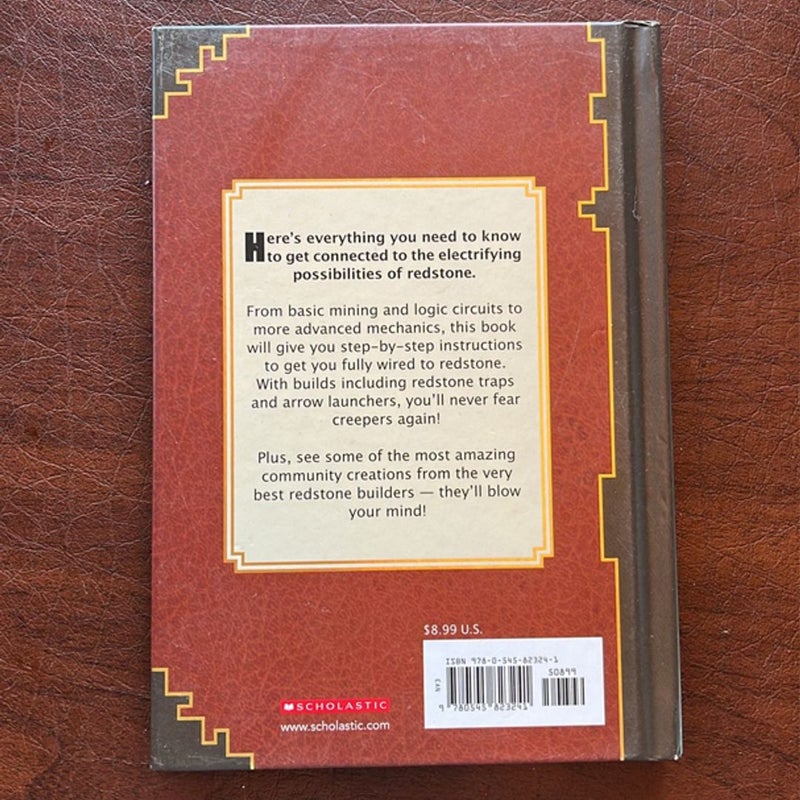 Here's everything you need to know
to get connected to the electrifying
possibilities of redstone.
From basic mining and logic circuits to
more advanced mechanics, this book
will give you step-by-step instructions
to get you fully wired to redstone.
With builds including redstone traps
and arrow launchers, you'll never fear
creepers again!
Plus, see some of the most amazing
community creations from the very
best redstone builders — they'll blow
your mind!
$8.99 U.S.
ISBN 978-0-545-82324-1
50899
EAN
9 780545 823241
SCHOLASTIC
www.scholastic.com